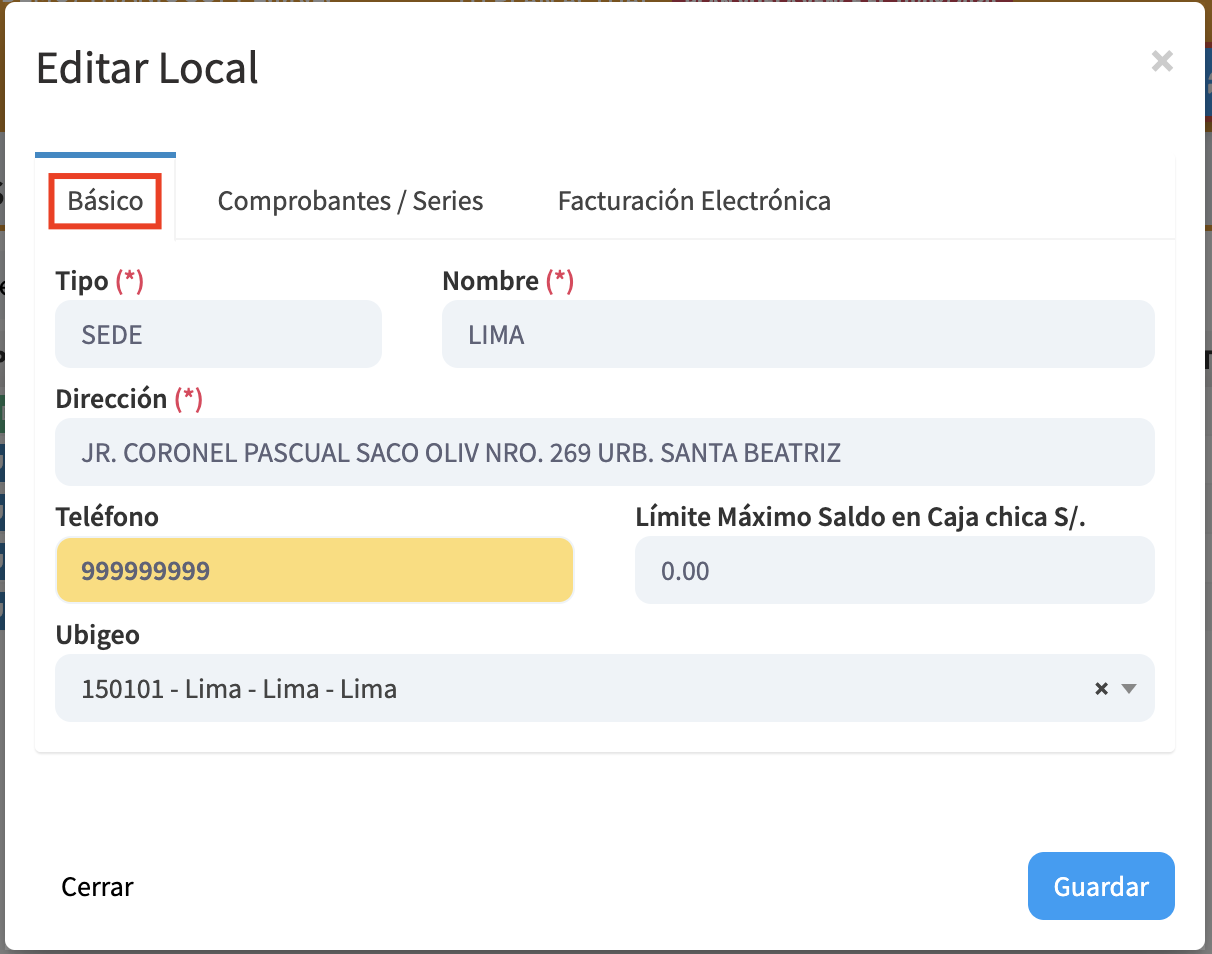 Editar Local
×
Básico Comprobantes / Series Facturación Electrónica
Tipo (*) Nombre (*)
SEDE LIMA
Dirección (*)
JR. CORONEL PASCUAL SACO OLIV NRO. 269 URB. SANTA BEATRIZ
Teléfono Límite Máximo Saldo en Caja chica S/.
999999999 0.00
Ubigeo
150101 - Lima - Lima - Lima ×
Cerrar Guardar